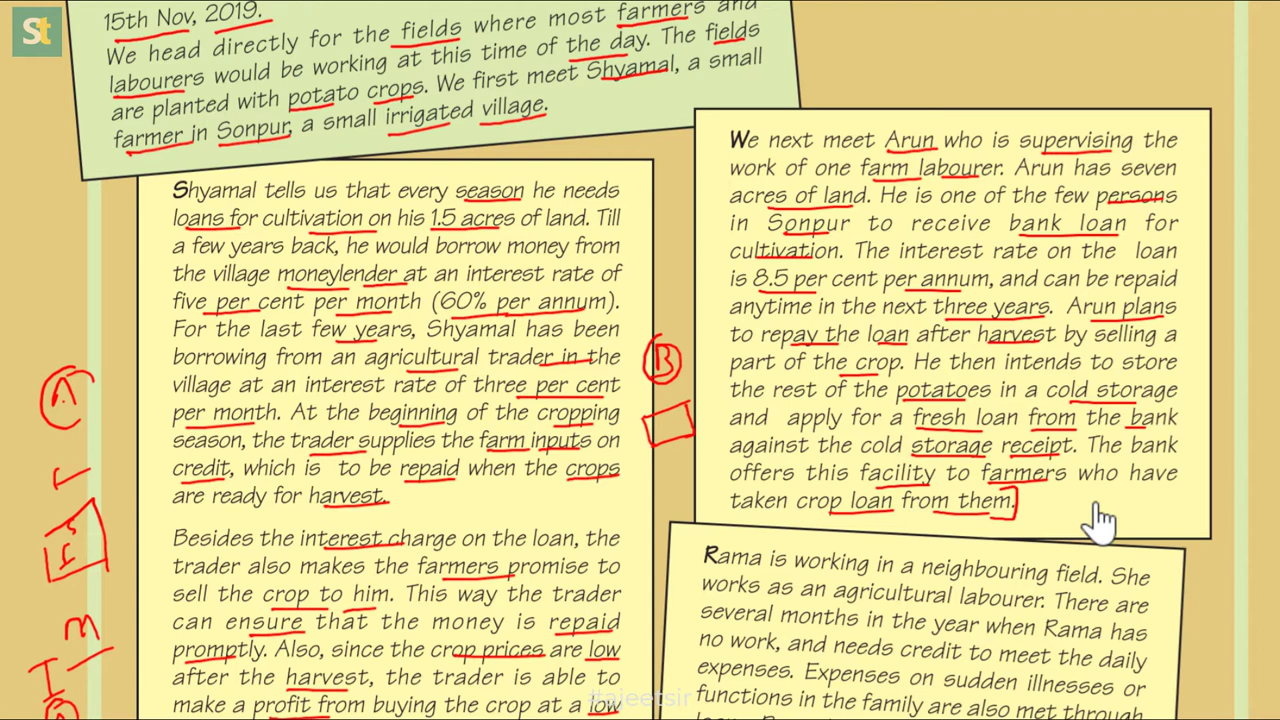 St
15th Nov, 2019.
We head directly for the fields where most farmers and
labourers would be working at this time of the day. The fields
are planted with potato crops. We first meet Shyamal, a small
farmer in Sonpur, a small irrigated village.
Shyamal tells us that every season he needs
loans for cultivation on his 1.5 acres of land. Till
a few years back, he would borrow money from
the village moneylender at an interest rate of
five per cent per month (60% per annum).
For the last few years, Shyamal has been
borrowing from an agricultural trader in the
village at an interest rate of three per cent
per month. At the beginning of the cropping
season, the trader supplies the farm inputs on
credit, which is to be repaid when the crops
are ready for harvest.
Besides the interest charge on the loan, the
trader also makes the farmers promise to
sell the crop to him. This way the trader
can ensure that the money is repaid
promptly. Also, since the crop prices are low
after the harvest, the trader is able to
make a profit from buying the crop at a low
A
B
We next meet Arun who is supervising the
work of one farm labourer. Arun has seven
acres of land. He is one of the few persons
in Sonpur to receive bank loan for
cultivation. The interest rate on the loan
is 8.5 per cent per annum, and can be repaid
anytime in the next three years. Arun plans
to repay the loan after harvest by selling a
part of the crop. He then intends to store
the rest of the potatoes in a cold storage
and apply for a fresh loan from the bank
against the cold storage receipt. The bank
offers this facility to farmers who have
taken crop loan from them.
Rama is working in a neighbouring field. She
works as an agricultural labourer. There are
several months in the year when Rama has
no work, and needs credit to meet the daily
expenses. Expenses on sudden illnesses or
functions in the family are also met through
#ajeetsir